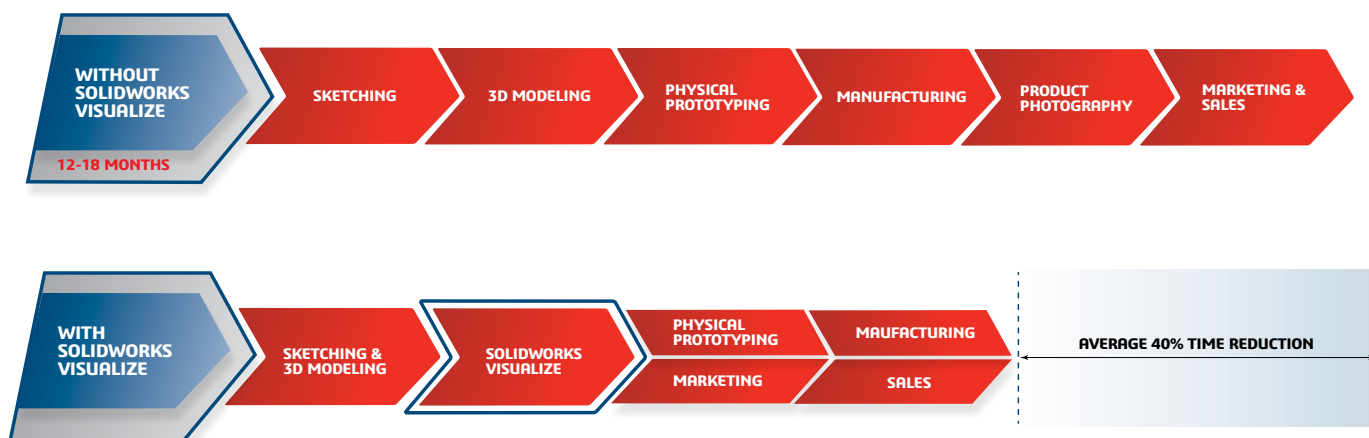 WITHOUT
SOLIDWORKS
VISUALIZE
12-18 MONTHS
SKETCHING
3D MODELING
PHYSICAL
PROTOTYPING
MANUFACTURING
PRODUCT
PHOTOGRAPHY
MARKETING &
SALES
WITH
SOLIDWORKS
VISUALIZE
SKETCHING &
3D MODELING
SOLIDWORKS
VISUALIZE
PHYSICAL
PROTOTYPING
MAUFACTURING
MARKETING
SALES
AVERAGE 40% TIME REDUCTION